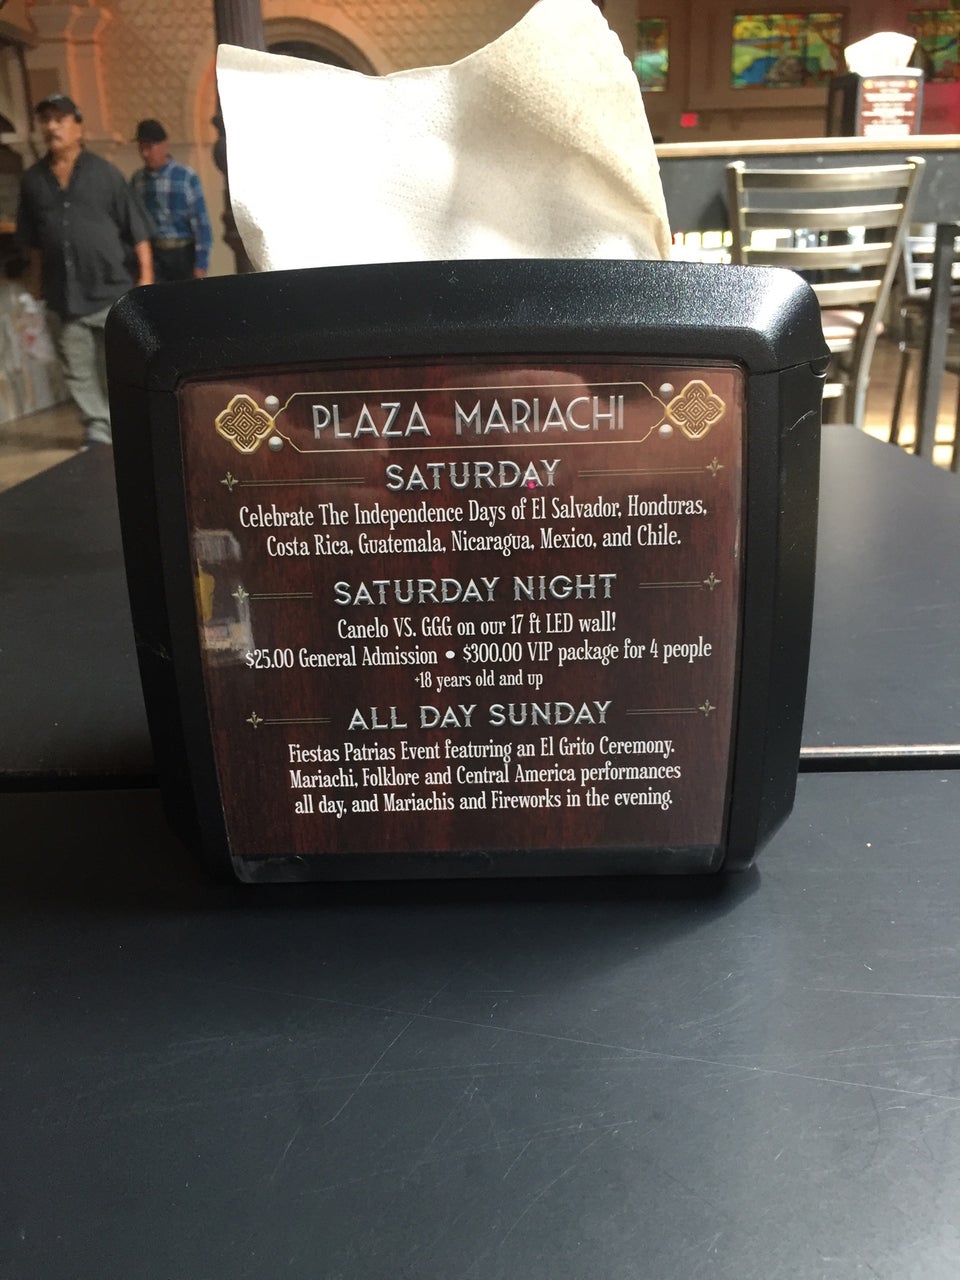 PLAZA MARIACHI
SATURDAY
Celebrate The Independence Days of El Salvador, Honduras,
Costa Rica, Guatemala, Nicaragua, Mexico, and Chile.
SATURDAY NIGHT
Canelo VS. GGG on our 17 ft LED wall!
$25.00 General Admission • $300.00 VIP package for 4 people
+18 years old and up
ALL DAY SUNDAY
Fiestas Patrias Event featuring an El Grito Ceremony.
Mariachi, Folklore and Central America performances
all day, and Mariachis and Fireworks in the evening.